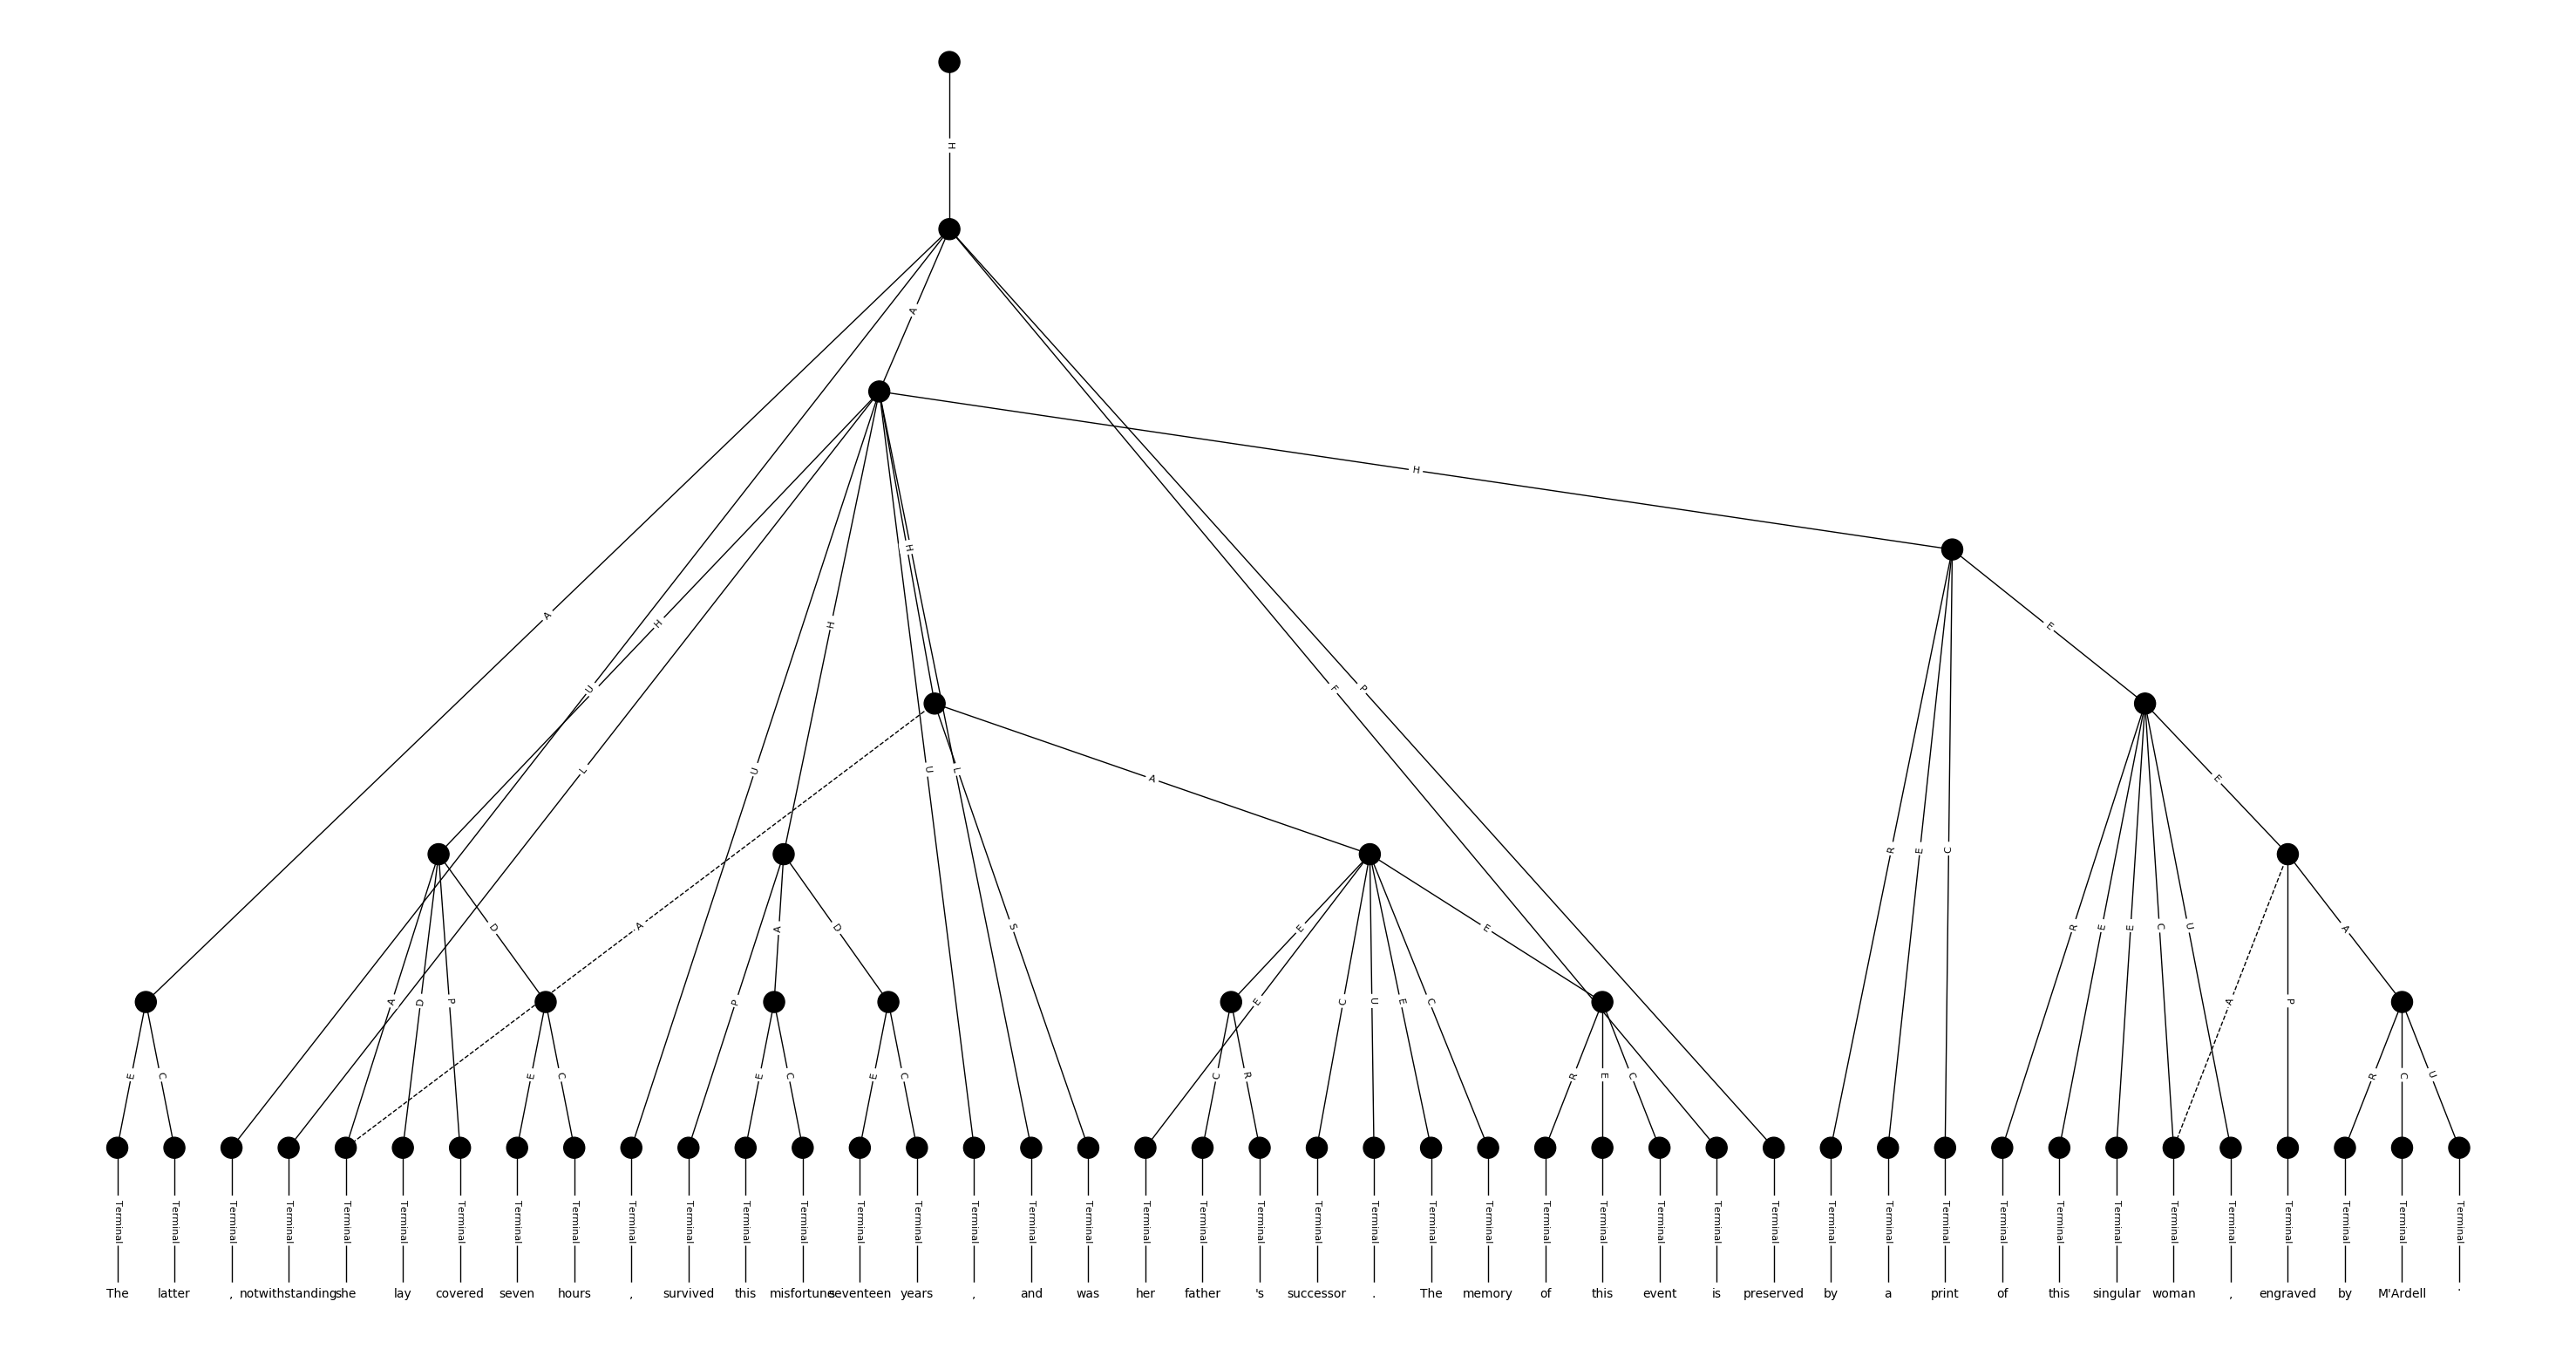 H
A
H
A
H
H
E
U
F
P
U
L
U
L
A
E
R
E
C
H
D
A
A
D
A
S
E
E
R
E
E
C
U
A
A
D
P
P
E
C
U
E
C
A
P
E
C
E
C
E
C
E
C
C
R
R
E
C
R
C
U
Terminal Terminal Terminal Terminal Terminal Terminal Terminal Terminal Terminal Terminal Terminal Terminal Terminal Terminal Terminal Terminal Terminal Terminal Terminal Terminal Terminal Terminal Terminal Terminal Terminal Terminal Terminal Terminal Terminal Terminal Terminal Terminal Terminal Terminal Terminal Terminal Terminal Terminal Terminal Terminal Terminal Terminal
The latter , notwithstanding she lay covered seven hours , survived this misfortune seventeen years , and was her father 's successor . The memory of this event is preserved by a print of this singular woman , engraved by M'Ardell .